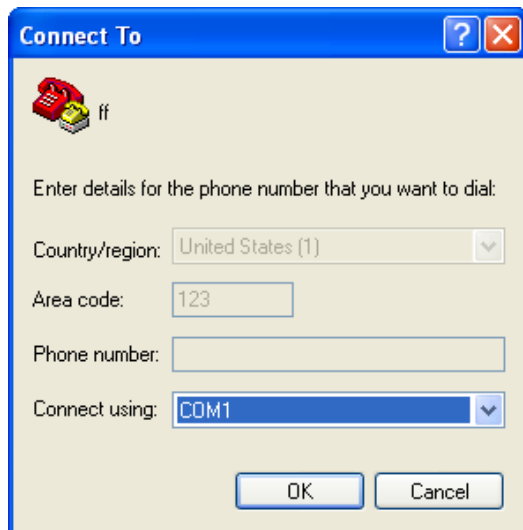 Connect To
ff
Enter details for the phone number that you want to dial:
Country/region: United States (1)
Area code: 123
Phone number:
Connect using: COM1
OK Cancel